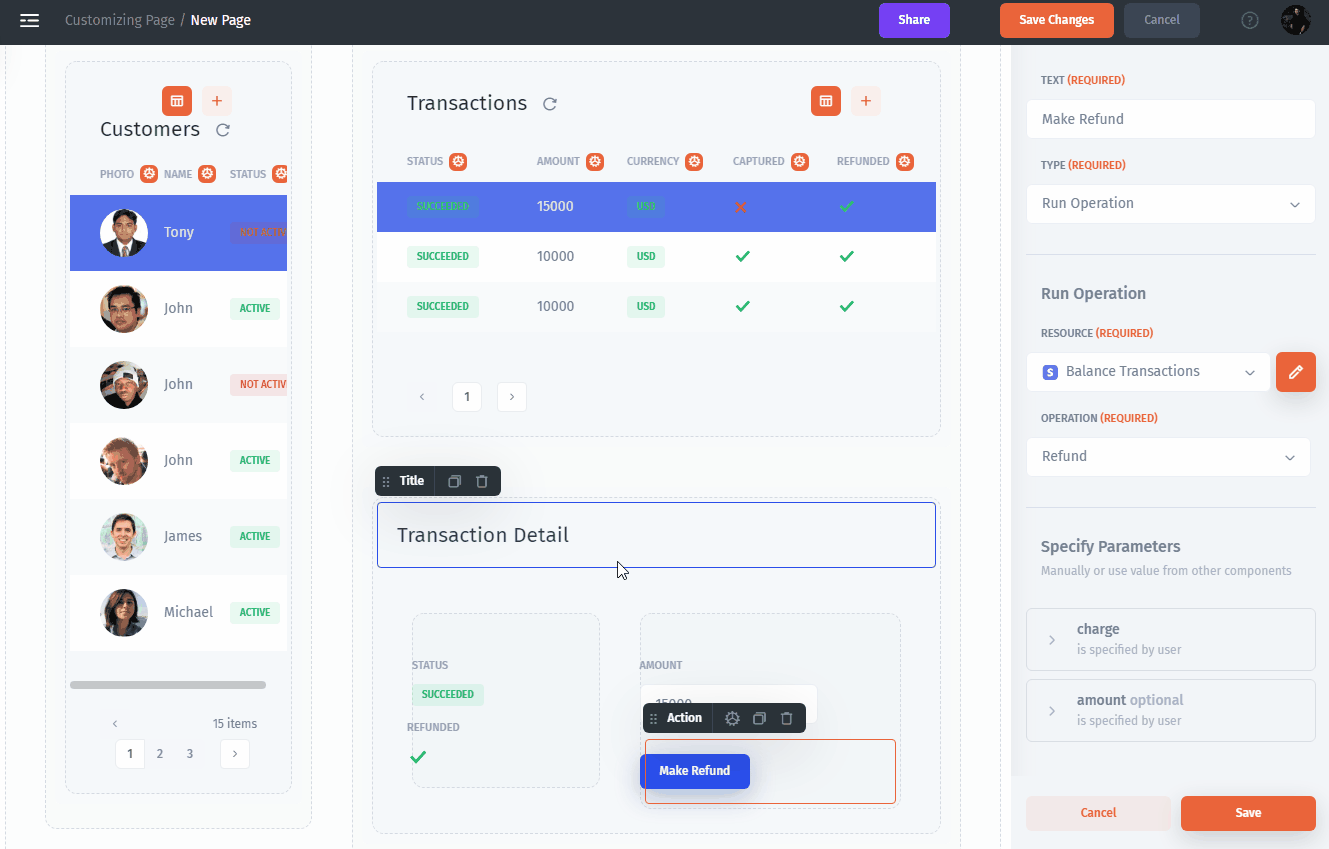 Customizing Page / New Page
Share
Save Changes
Cancel
?
Customers
PHOTO NAME STATUS
Tony NOT ACTIV
John ACTIVE
John NOT ACTIV
John ACTIVE
James ACTIVE
Michael ACTIVE
15 items
1 2 3
Transactions
STATUS AMOUNT CURRENCY CAPTURED REFUNDED
SUCCEEDED 15000 USD
SUCCEEDED 10000 USD
SUCCEEDED 10000 USD
1
Title
Transaction Detail
STATUS
SUCCEEDED
REFUNDED
AMOUNT
15000
Action
Make Refund
TEXT (REQUIRED)
Make Refund
TYPE (REQUIRED)
Run Operation
Run Operation
RESOURCE (REQUIRED)
S Balance Transactions
OPERATION (REQUIRED)
Refund
Specify Parameters
Manually or use value from other components
charge
is specified by user
amount optional
is specified by user
Cancel
Save